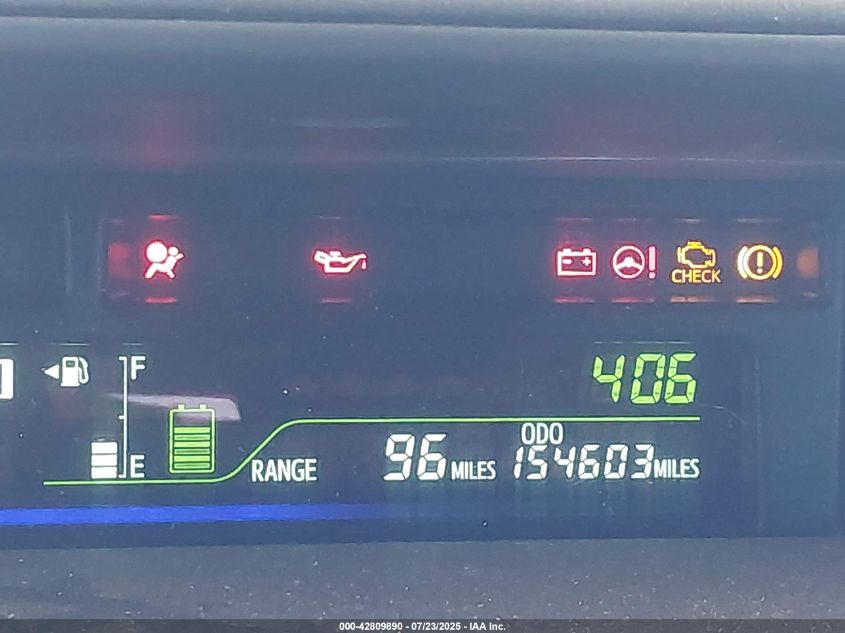 CHECK
F
406
E
ODO
RANGE 96 MILES 154603 MILES
000-42809890 - 07/23/2025 - IAA Inc.